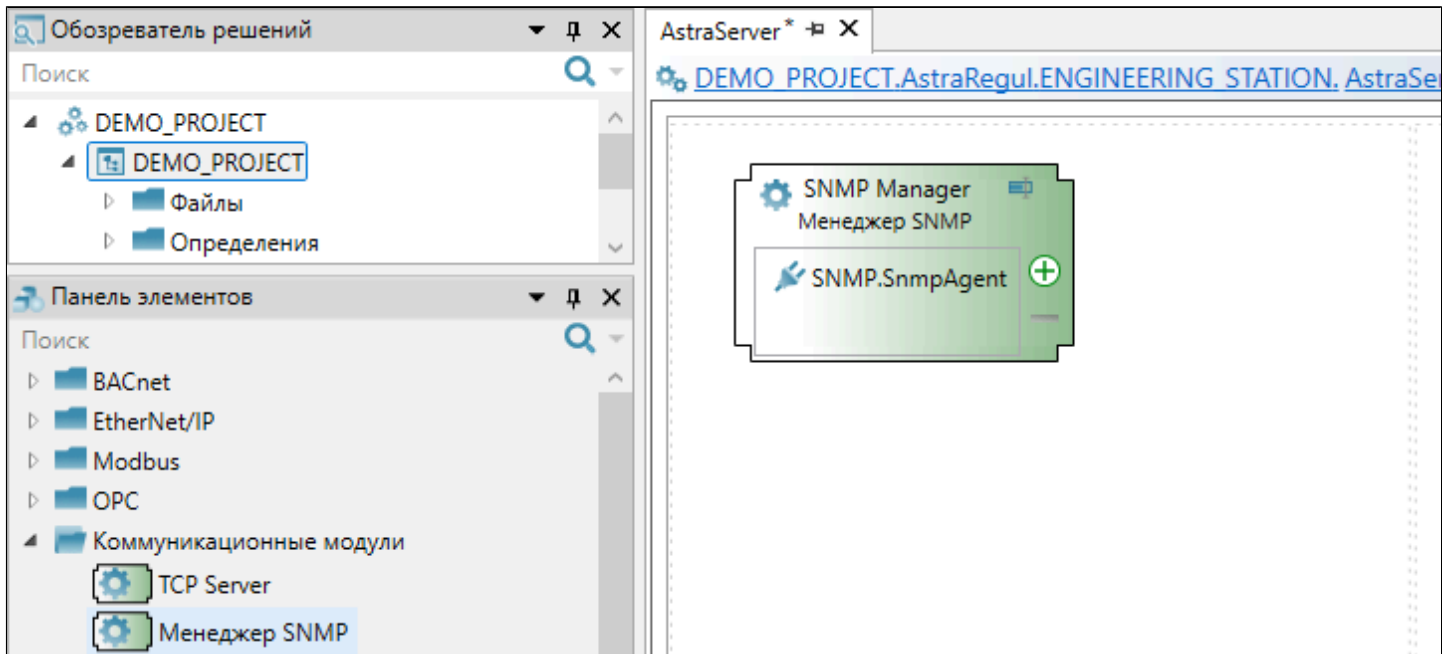 Обозреватель решений
Поиск
DEMO_PROJECT
DEMO_PROJECT
Файлы
Определения
Панель элементов
Поиск
BACnet
EtherNet/IP
Modbus
OPC
Коммуникационные модули
TCP Server
Менеджер SNMP
AstraServer*
DEMO_PROJECT.AstraRegul.ENGINEERING_STATION. AstraSe
SNMP Manager
Менеджер SNMP
SNMP.SnmpAgent